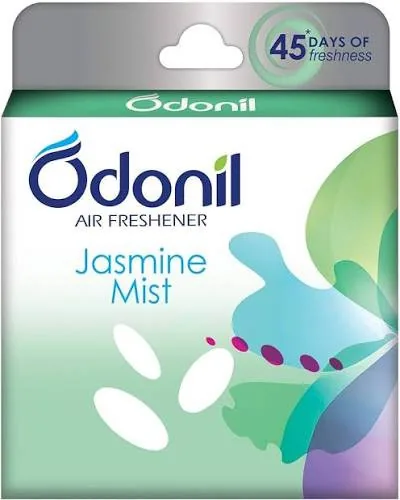 45* DAYS OF
freshness
Odonil
Odonil
AIR FRESHENER
Jasmine
Mist